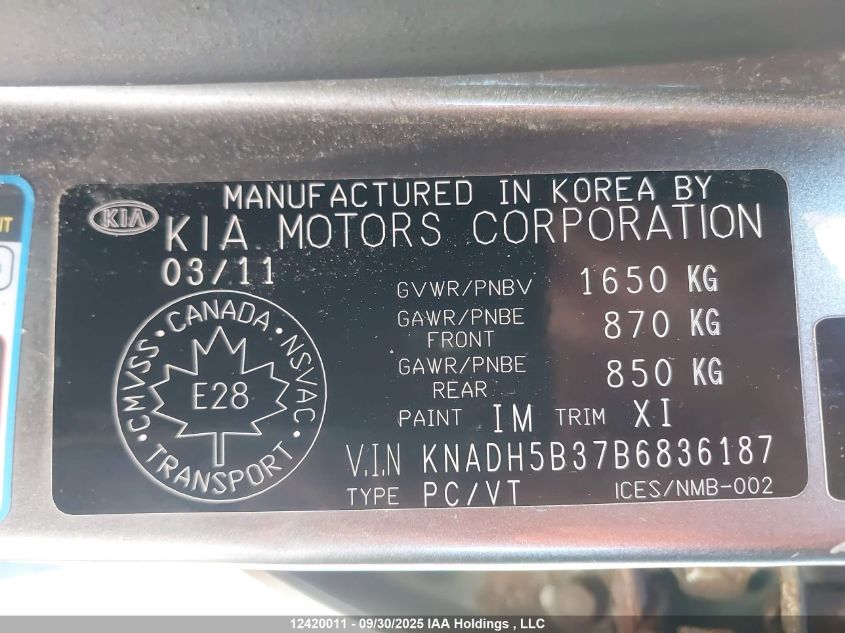 MANUFACTURED IN KOREA BY
KIA
KIA MOTORS CORPORATION
03/11
GVWR/PNBV 1650 KG
GAWR/PNBE FRONT 870 KG
GAWR/PNBE REAR 850 KG
CANADA
CMVSS NSVAC
E28
TRANSPORT
PAINT IM TRIM XI
V.I.N KNADH5B37B6836187
TYPE PC/VT ICES/NMB-002
12420011 - 09/30/2025 IAA Holdings, LLC